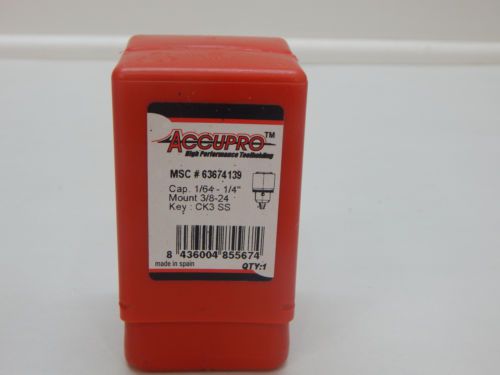 ACCUPRO™
High Performance Toolholding
MSC # 63674139
Cap. 1/64 - 1/4"
Mount 3/8-24
Key : CK3 SS
8 436004 855674
made in spain
QTY:1